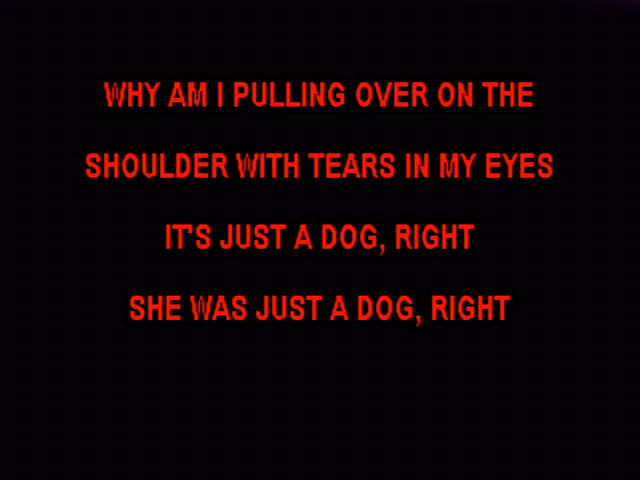 WHY AM I PULLING OVER ON THE
SHOULDER WITH TEARS IN MY EYES
IT'S JUST A DOG, RIGHT
SHE WAS JUST A DOG, RIGHT